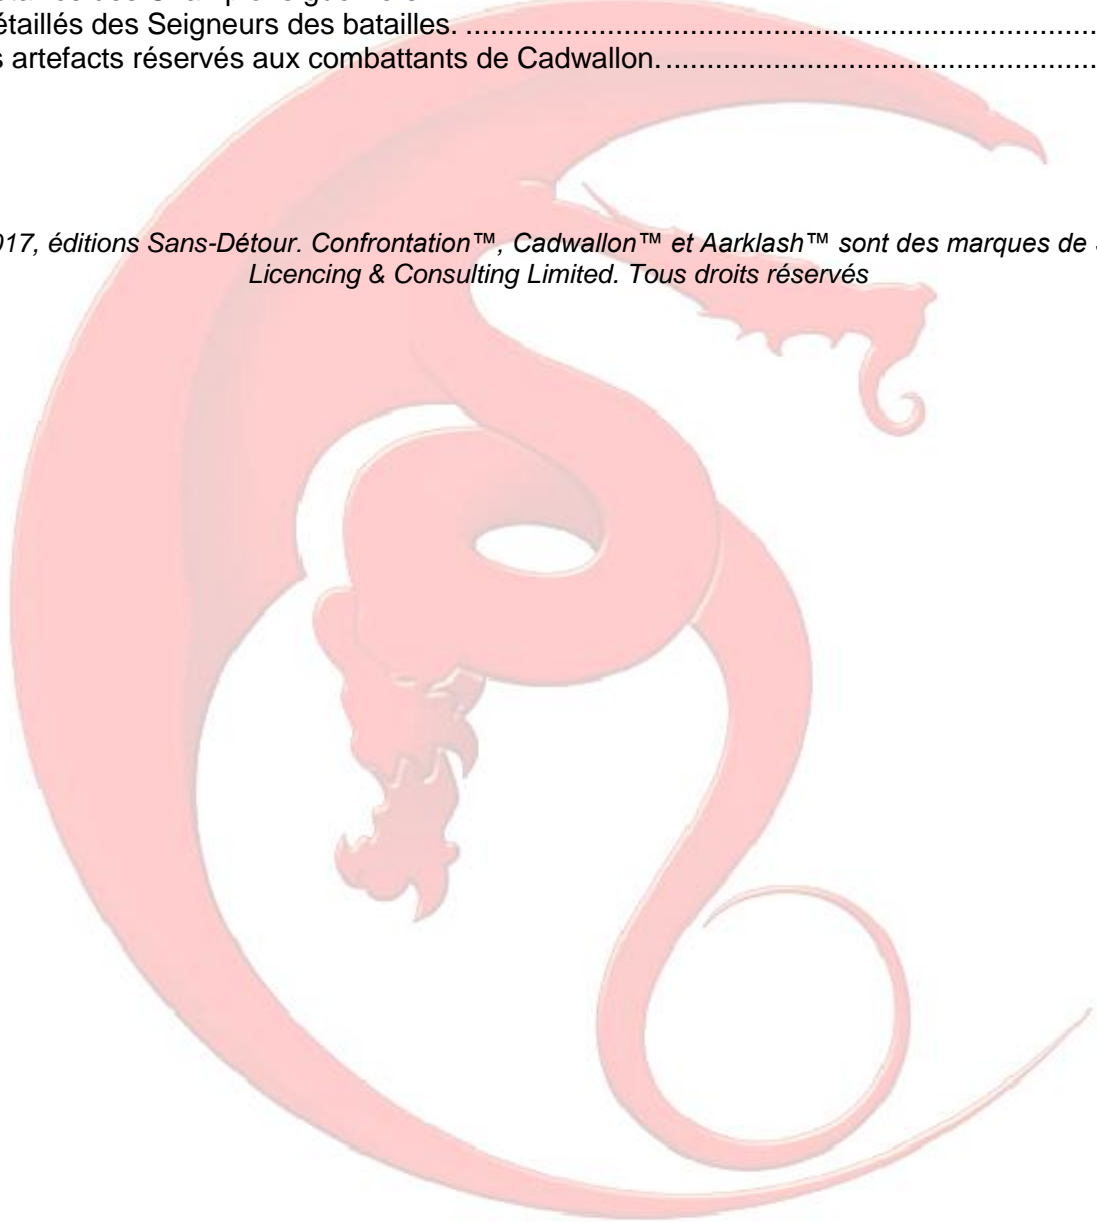 étaillés des Seigneurs des batailles. ........................................................................................
s artefacts réservés aux combattants de Cadwallon. ............................................................
017, éditions Sans-Détour. Confrontation™, Cadwallon™ et Aarklash™ sont des marques de
Licencing & Consulting Limited. Tous droits réservés